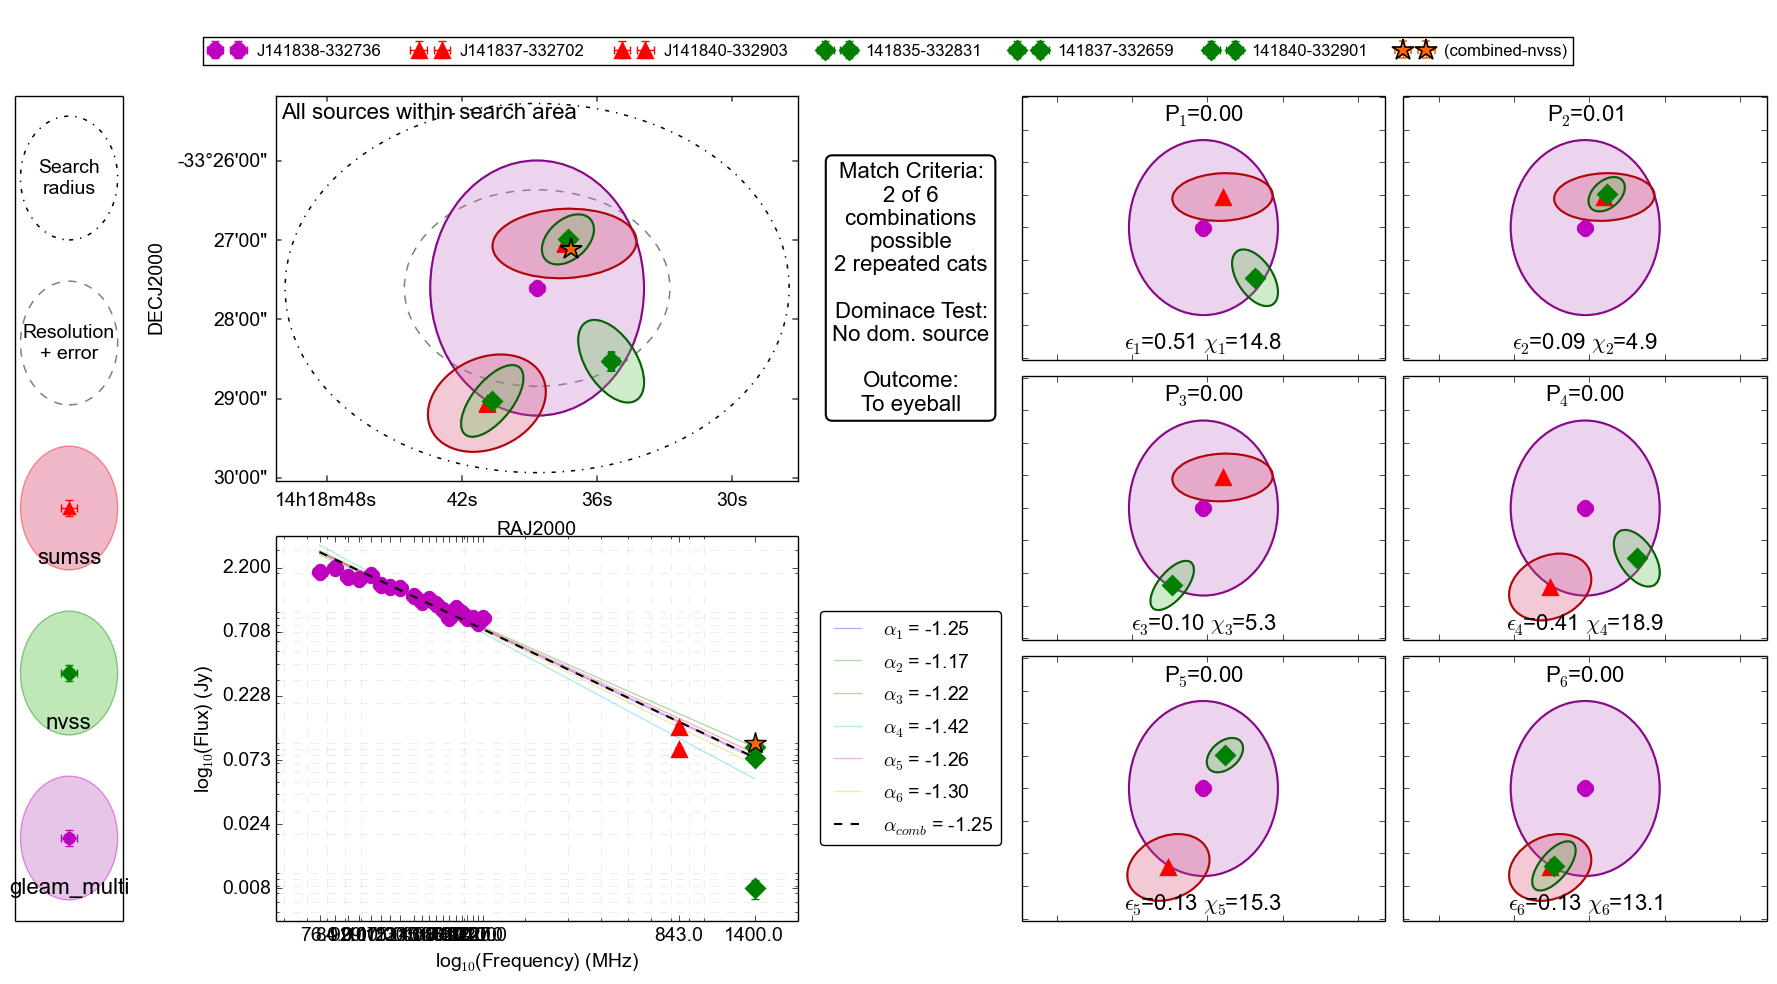 J141838-332736 J141837-332702 J141840-332903 141835-332831 141837-332659 141840-332901 (combined-nvss)
Search
radius
Resolution
+ error
sumss
nvss
gleam_multi
All sources within search area
DECJ2000
-33°26'00"
27'00"
28'00"
29'00"
30'00"
14h18m48s 42s 36s 30s
RAJ2000
Match Criteria:
2 of 6
combinations
possible
2 repeated cats
Dominace Test:
No dom. source
Outcome:
To eyeball
P1=0.00
ϵ1=0.51 χ1=14.8
P2=0.01
ϵ2=0.09 χ2=4.9
P3=0.00
ϵ3=0.10 χ3=5.3
P4=0.00
ϵ4=0.41 χ4=18.9
P5=0.00
ϵ5=0.13 χ5=15.3
P6=0.00
ϵ6=0.13 χ6=13.1
log10(Flux) (Jy)
2.200
0.708
0.228
0.073
0.024
0.008
843.0 1400.0
log10(Frequency) (MHz)
α1 = -1.25
α2 = -1.17
α3 = -1.22
α4 = -1.42
α5 = -1.26
α6 = -1.30
αcomb = -1.25